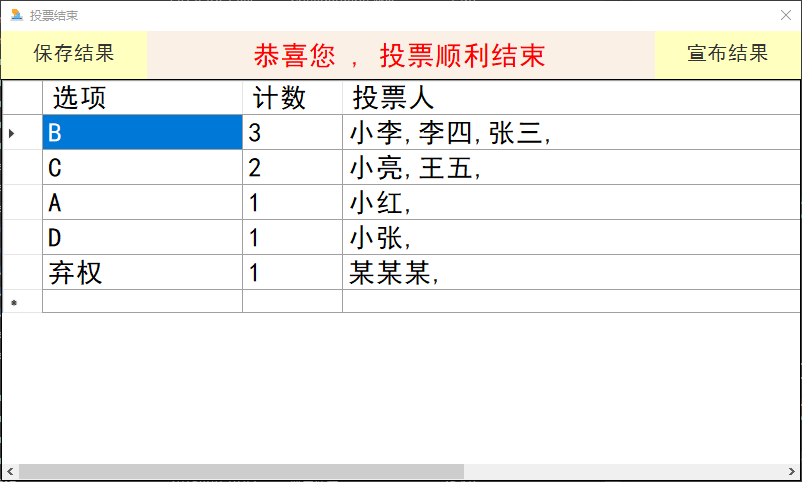 投票结束
保存结果 恭喜您 , 投票顺利结束 宣布结果
选项 计数 投票人
B 3 小李,李四,张三,
C 2 小亮,王五,
A 1 小红,
D 1 小张,
弃权 1 某某某,